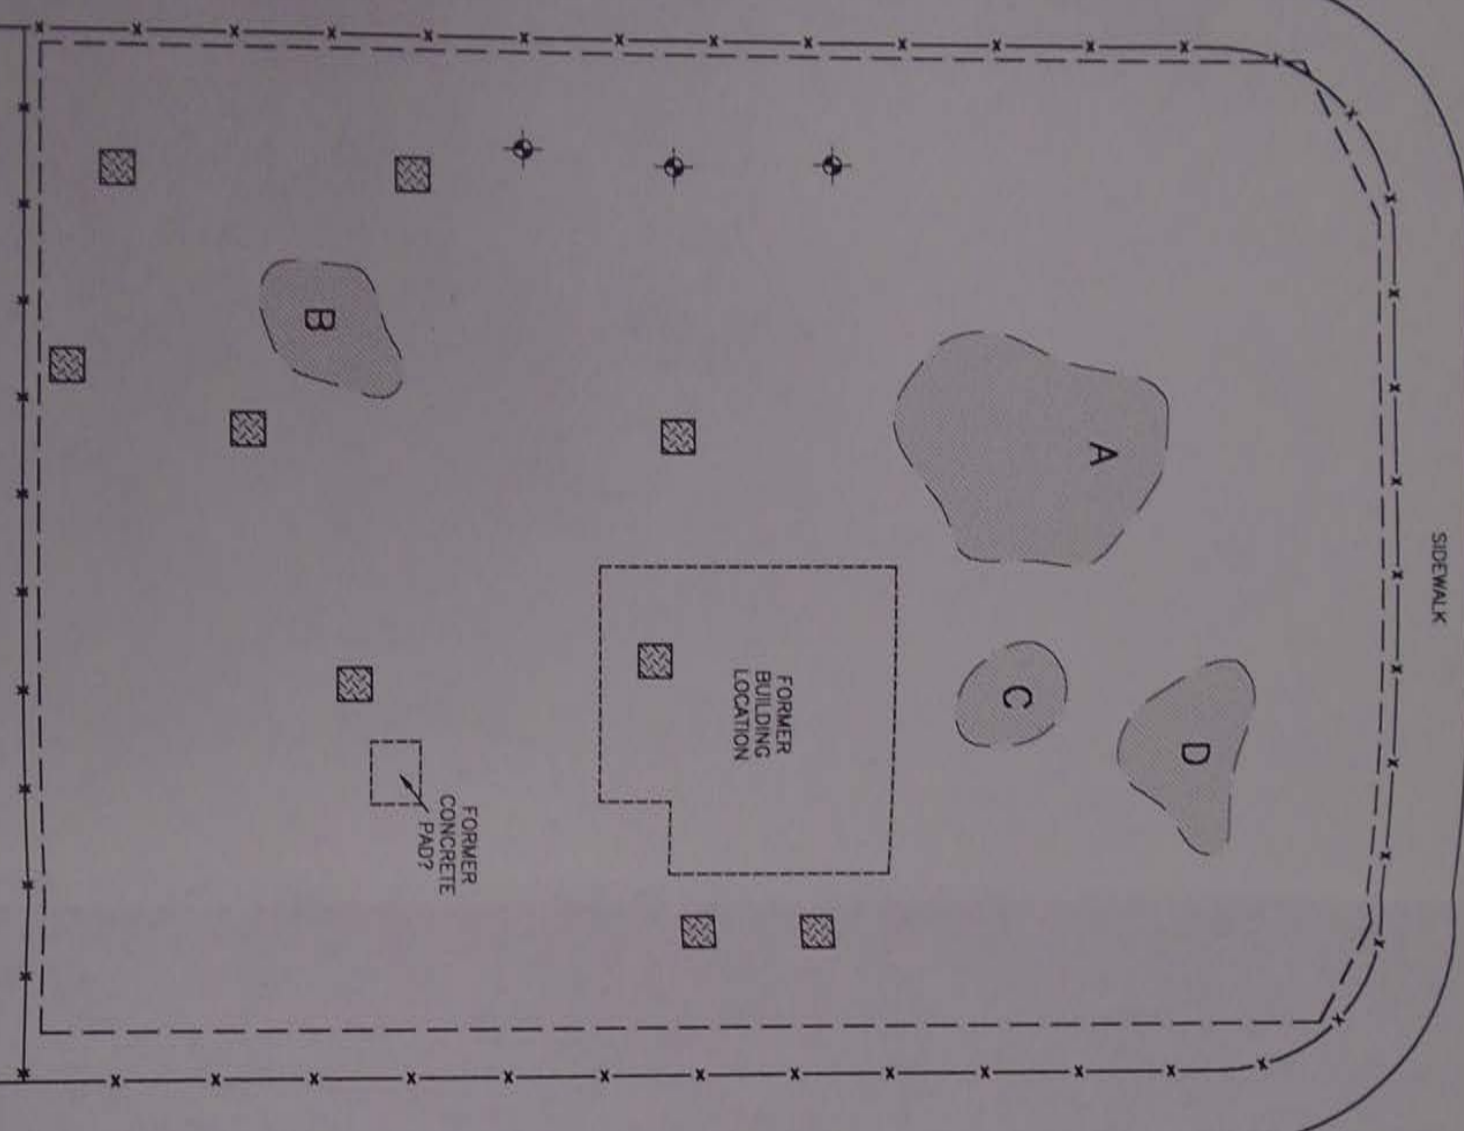 SIDEWALK
A
B
C
D
FORMER
BUILDING
LOCATION
FORMER
CONCRETE
PAD?